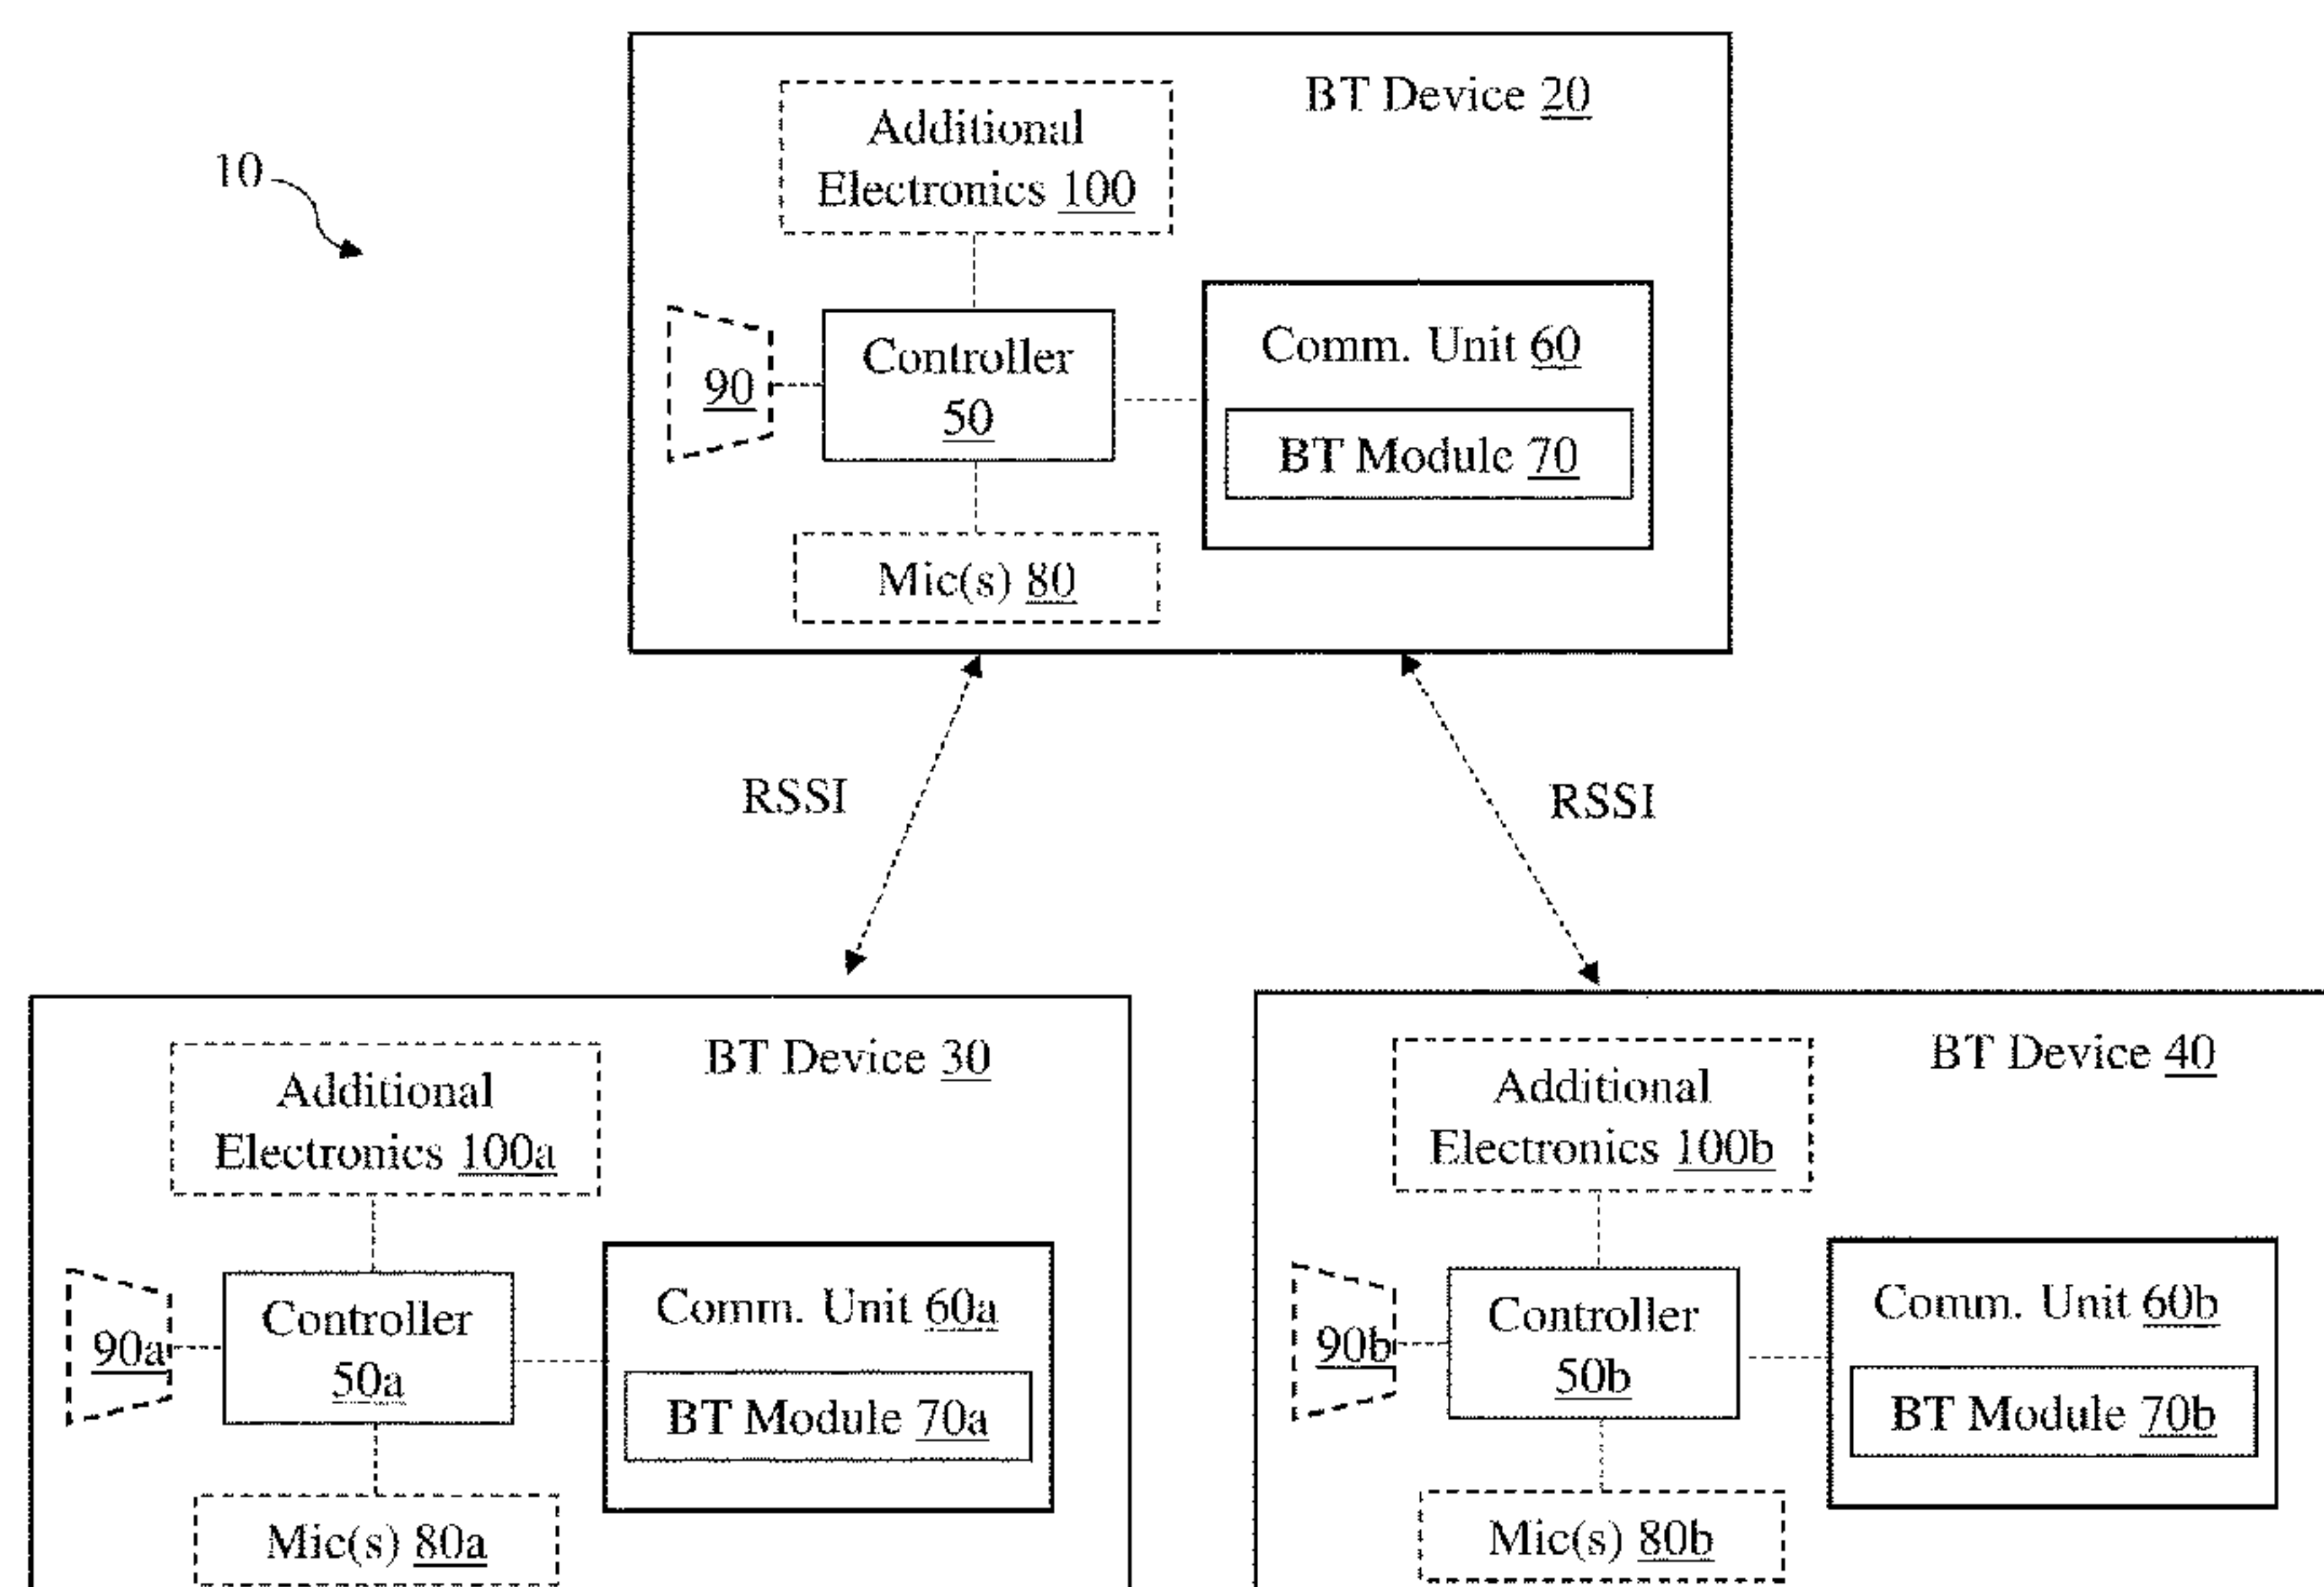 10
BT Device 20
Additional
Electronics 100
90
Controller
50
Comm. Unit 60
BT Module 70
Mic(s) 80
RSSI
RSSI
BT Device 30
Additional
Electronics 100a
90a
Controller
50a
Comm. Unit 60a
BT Module 70a
Mic(s) 80a
BT Device 40
Additional
Electronics 100b
90b
Controller
50b
Comm. Unit 60b
BT Module 70b
Mic(s) 80b